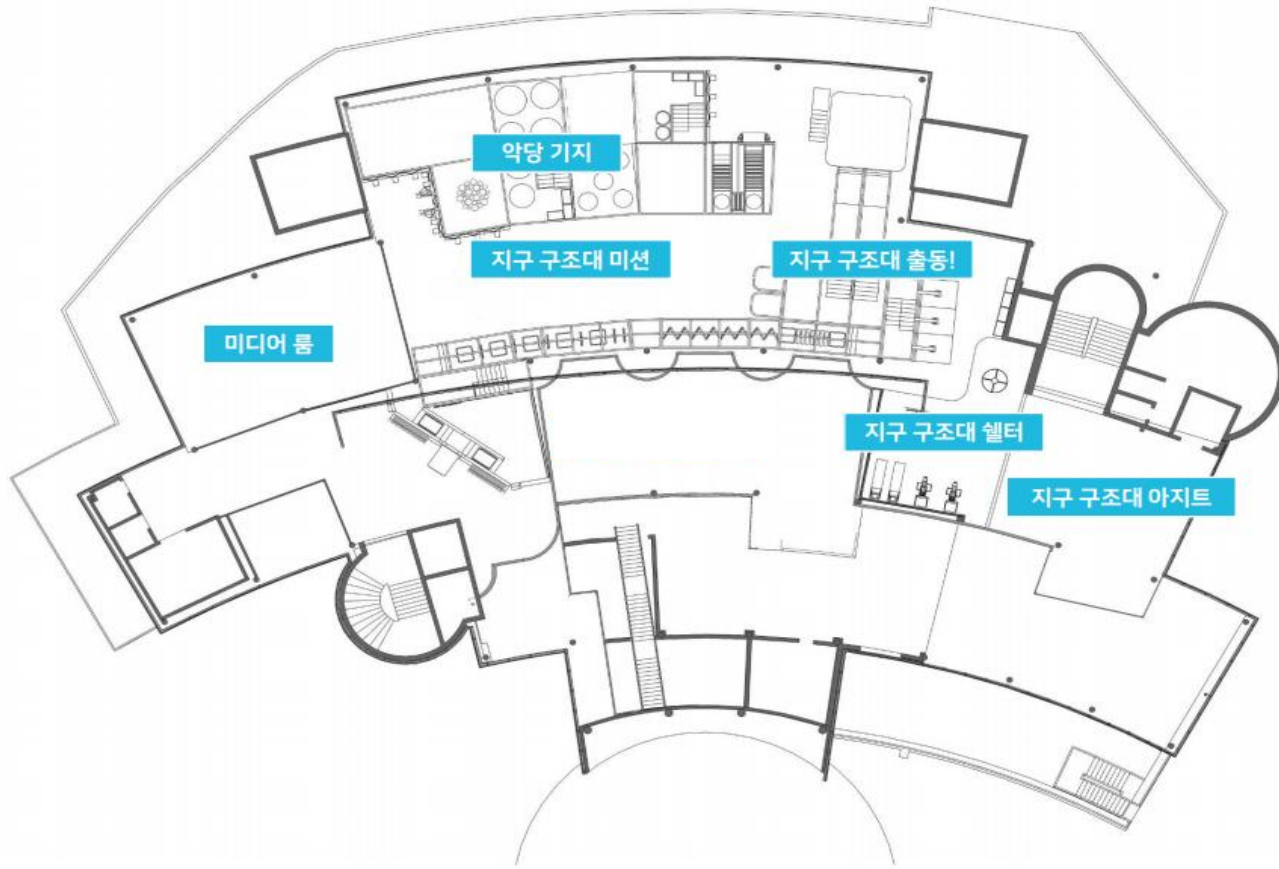 악당 기지
지구 구조대 미션
지구 구조대 출동!
미디어 룸
지구 구조대 쉘터
지구 구조대 아지트